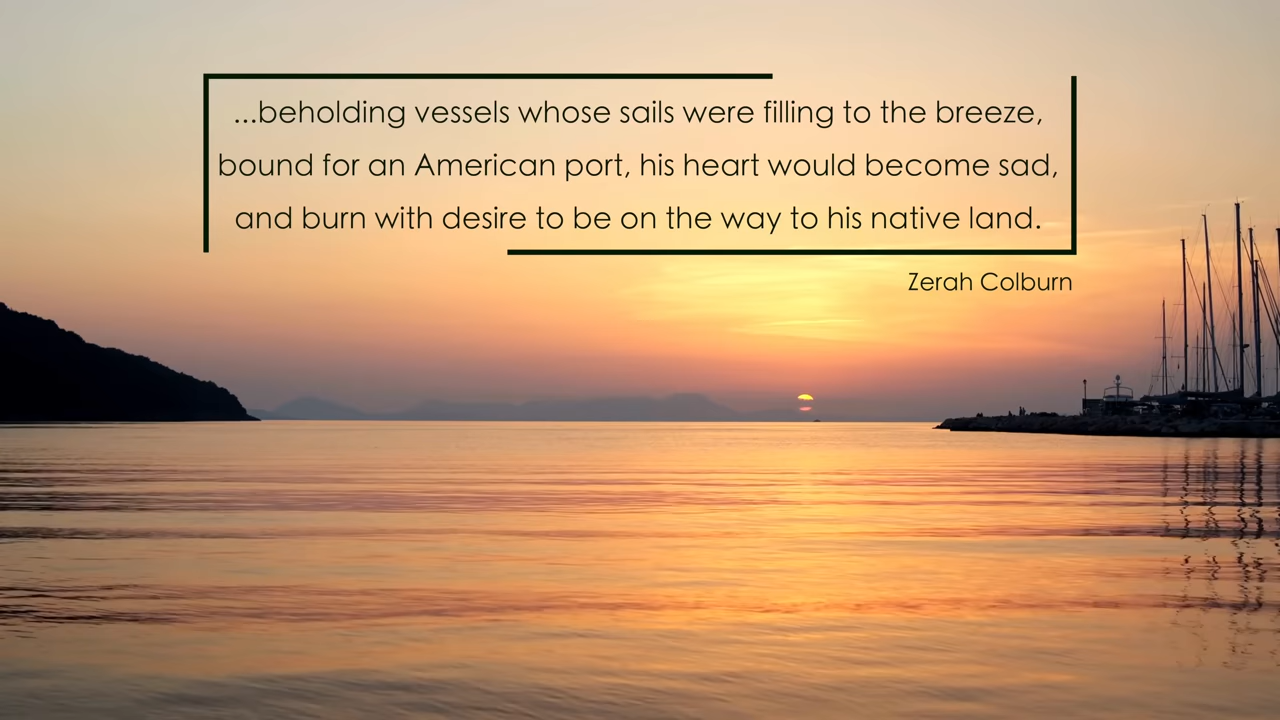 ...beholding vessels whose sails were filling to the breeze,
bound for an American port, his heart would become sad,
and burn with desire to be on the way to his native land.
Zerah Colburn